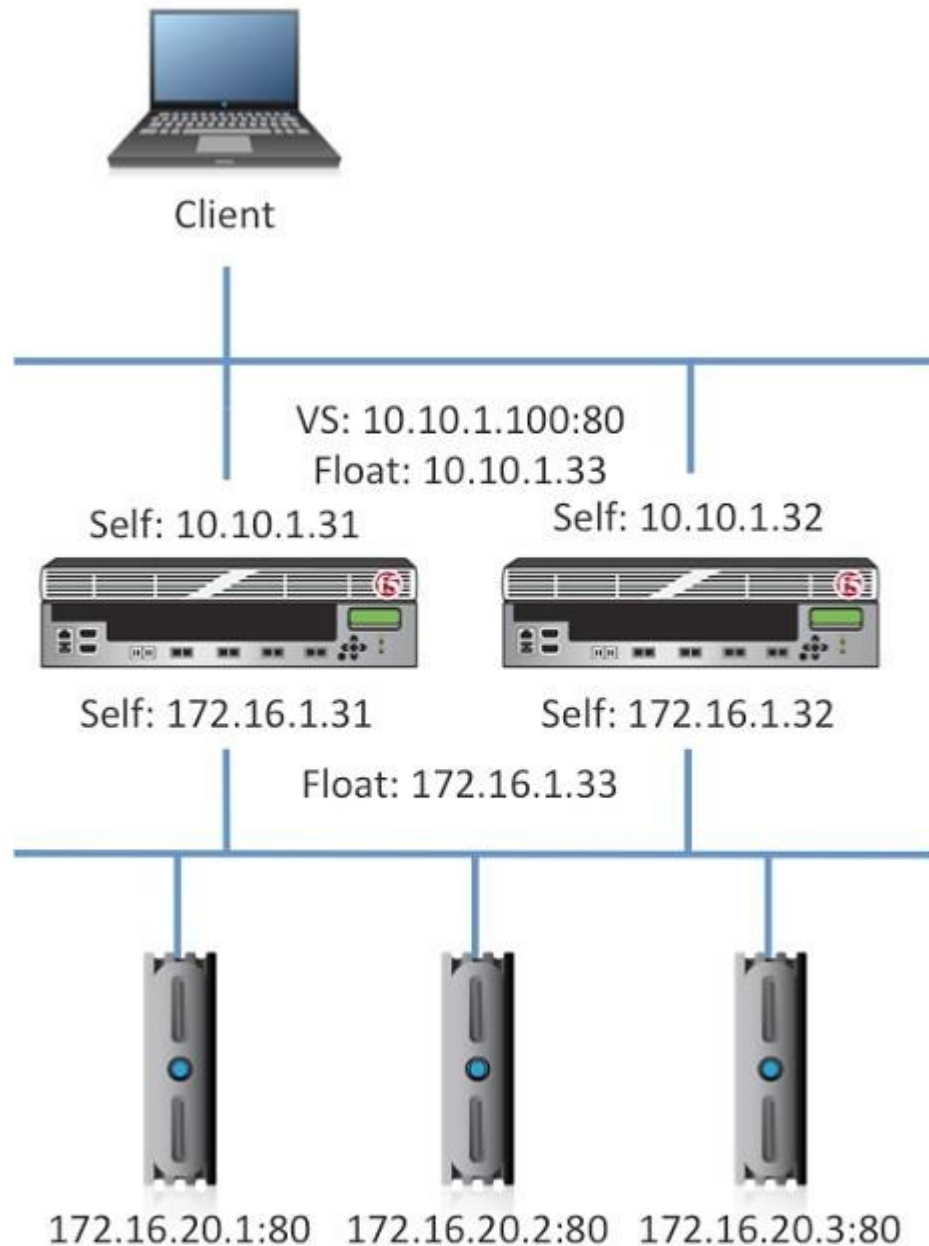 Client
VS: 10.10.1.100:80
Float: 10.10.1.33
Self: 10.10.1.31
Self: 10.10.1.32
f5
f5
Self: 172.16.1.31
Self: 172.16.1.32
Float: 172.16.1.33
172.16.20.1:80
172.16.20.2:80
172.16.20.3:80